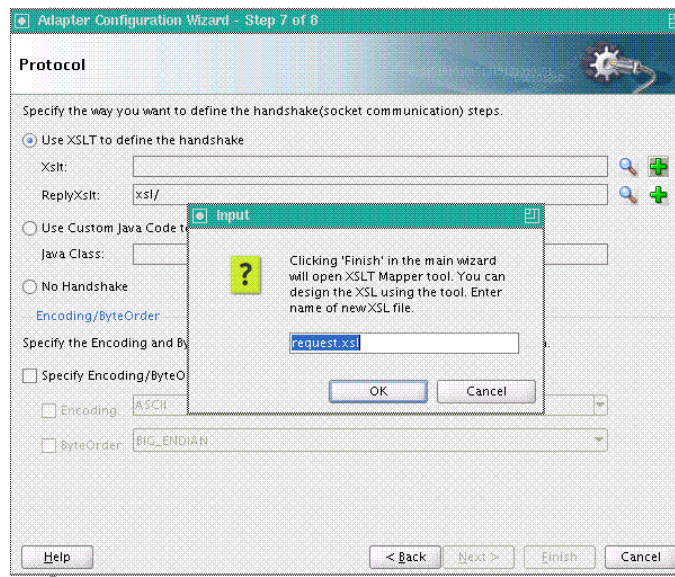 Adapter Configuration Wizard - Step 7 of 8
Protocol
Specify the way you want to define the handshake(socket communication) steps.
Use XSLT to define the handshake
Xslt:
ReplyXslt: xsl/
Input
Use Custom Java Code t
Java Class:
?
Clicking 'Finish' in the main wizard
will open XSLT Mapper tool. You can
design the XSL using the tool. Enter
name of new XSL file.
No Handshake
Encoding/ByteOrder
request.xsl
Specify the Encoding and By
Specify Encoding/ByteO
OK Cancel
Encoding: ASCII
ByteOrder: BIG_ENDIAN
Help < Back Next > Finish Cancel